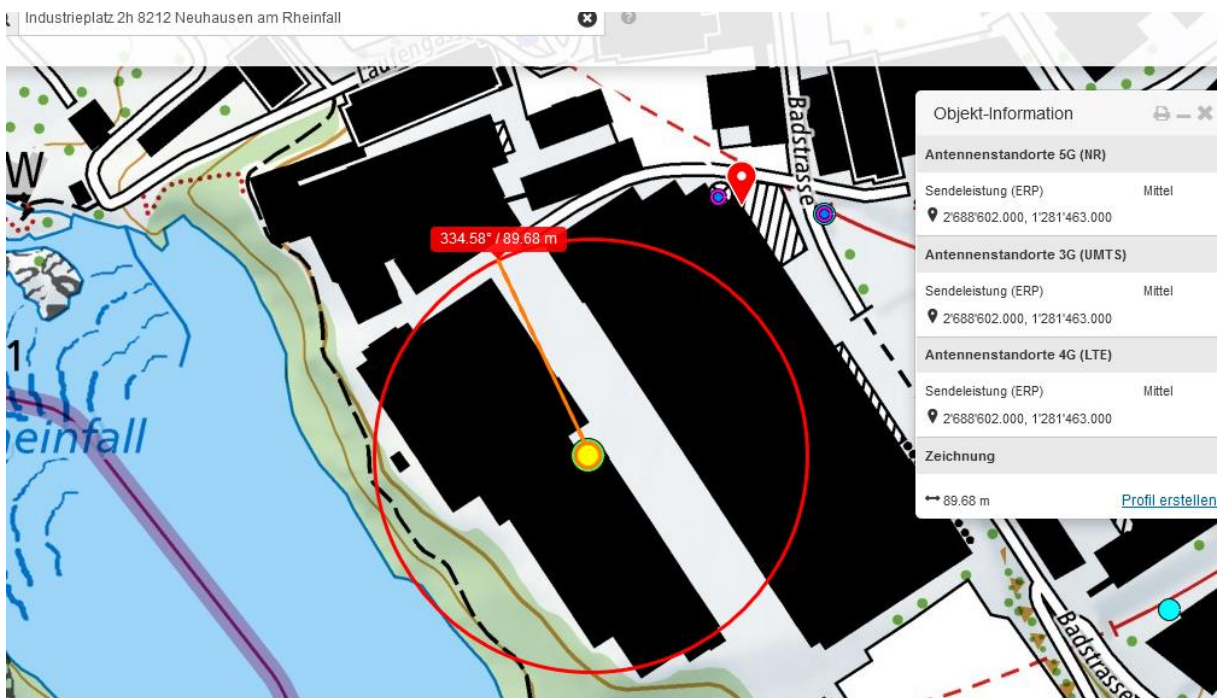 Industrieplatz 2h 8212 Neuhausen am Rheinfall
Laufengasse
Badstrasse
W
334.58° / 89.68 m
1
einfall
Badstrasse
Objekt-Information
Antennenstandorte 5G (NR)
Sendeleistung (ERP) Mittel
2'688'602.000, 1'281'463.000
Antennenstandorte 3G (UMTS)
Sendeleistung (ERP) Mittel
2'688'602.000, 1'281'463.000
Antennenstandorte 4G (LTE)
Sendeleistung (ERP) Mittel
2'688'602.000, 1'281'463.000
Zeichnung
89.68 m Profil erstellen